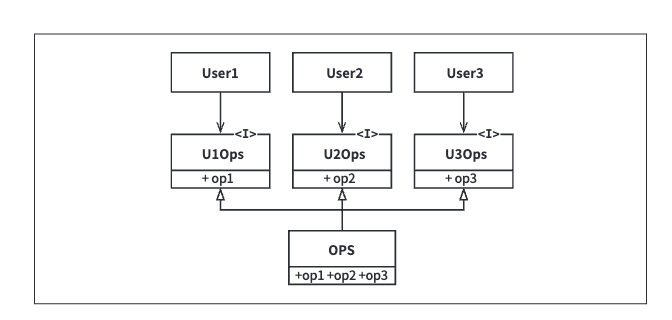 User1 User2 User3
<I> <I> <I>
U1Ops U2Ops U3Ops
+ op1 + op2 + op3
OPS
+op1 +op2 +op3